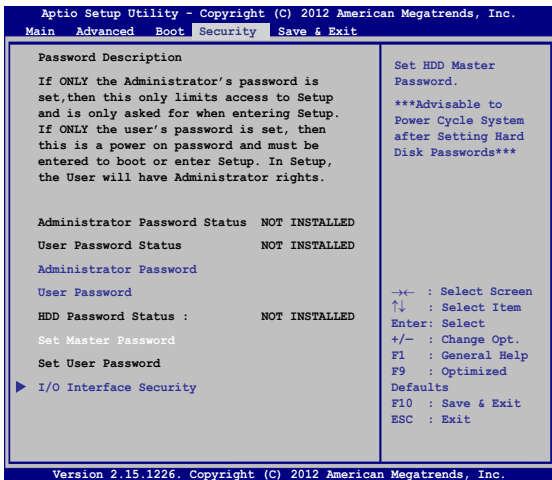 Aptio Setup Utility - Copyright (C) 2012 American Megatrends, Inc.
Main Advanced Boot Security Save & Exit
Password Description
If ONLY the Administrator's password is
set,then this only limits access to Setup
and is only asked for when entering Setup.
If ONLY the user's password is set, then
this is a power on password and must be
entered to boot or enter Setup. In Setup,
the User will have Administrator rights.
Administrator Password Status NOT INSTALLED
User Password Status NOT INSTALLED
Administrator Password
User Password
HDD Password Status : NOT INSTALLED
Set Master Password
Set User Password
I/O Interface Security
Set HDD Master
Password.
***Advisable to
Power Cycle System
after Setting Hard
Disk Passwords***
→← : Select Screen
↑↓ : Select Item
Enter: Select
+/— : Change Opt.
F1 : General Help
F9 : Optimized
Defaults
F10 : Save & Exit
ESC : Exit
Version 2.15.1226. Copyright (C) 2012 American Megatrends, Inc.